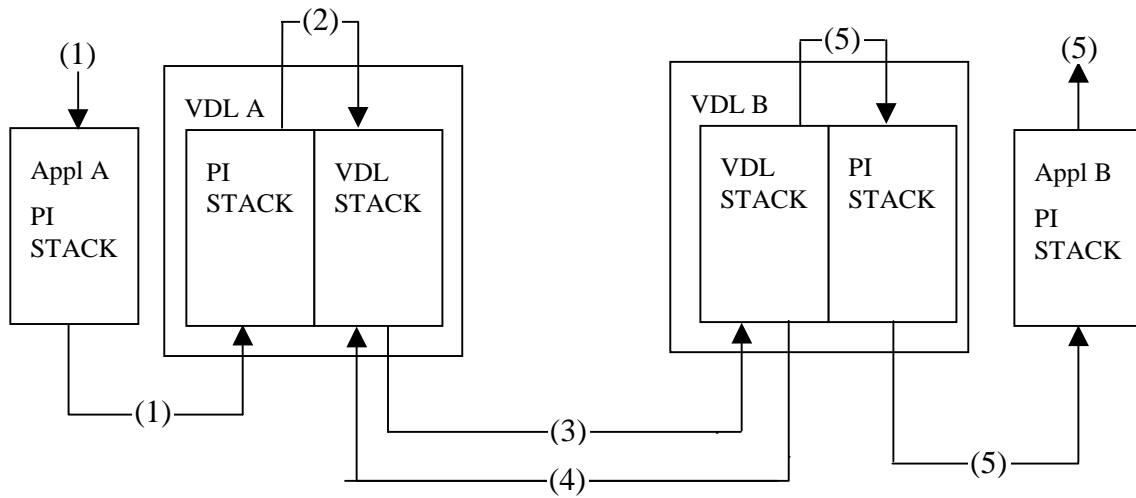 (2)
(5)
(1)
(5)
VDL A
VDL B
Appl A
PI
STACK
PI
STACK
VDL
STACK
VDL
STACK
PI
STACK
Appl B
PI
STACK
(1)
(3)
(4)
(5)